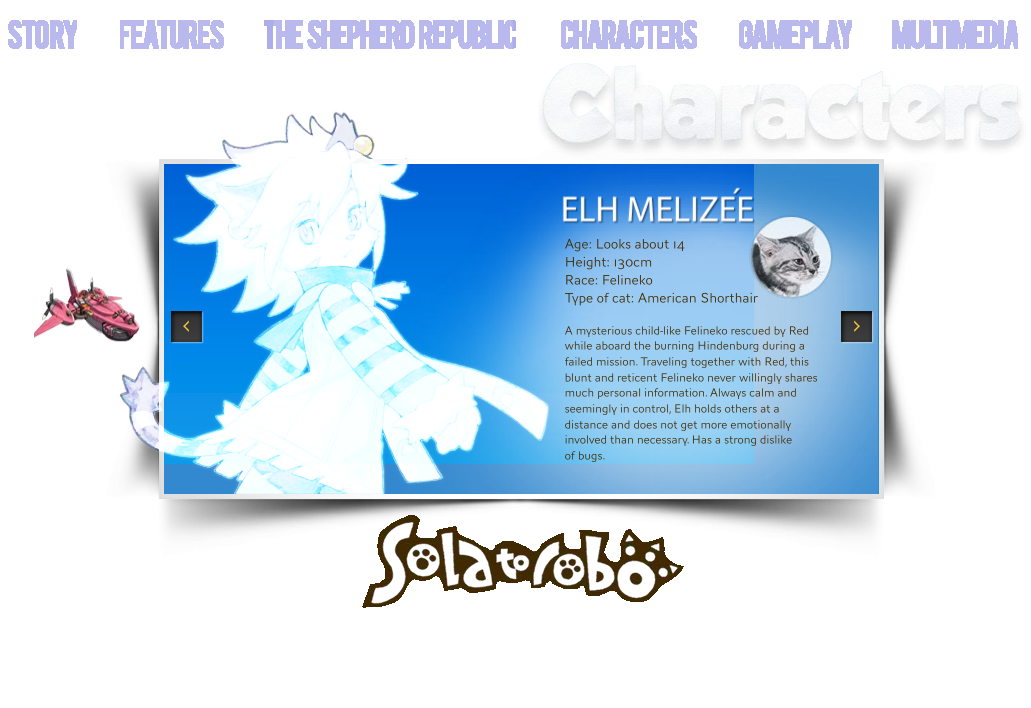 STORY FEATURES THE SHEPHERD REPUBLIC CHARACTERS GAMEPLAY MULTIMEDIA
Characters
ELH MELIZÉE
Age: Looks about 14
Height: 130cm
Race: Felineko
Type of cat: American Shorthair
A mysterious child-like Felineko rescued by Red
while aboard the burning Hindenburg during a
failed mission. Traveling together with Red, this
blunt and reticent Felineko never willingly shares
much personal information. Always calm and
seemingly in control, Elh holds others at a
distance and does not get more emotionally
involved than necessary. Has a strong dislike
of bugs.
Solatorobo